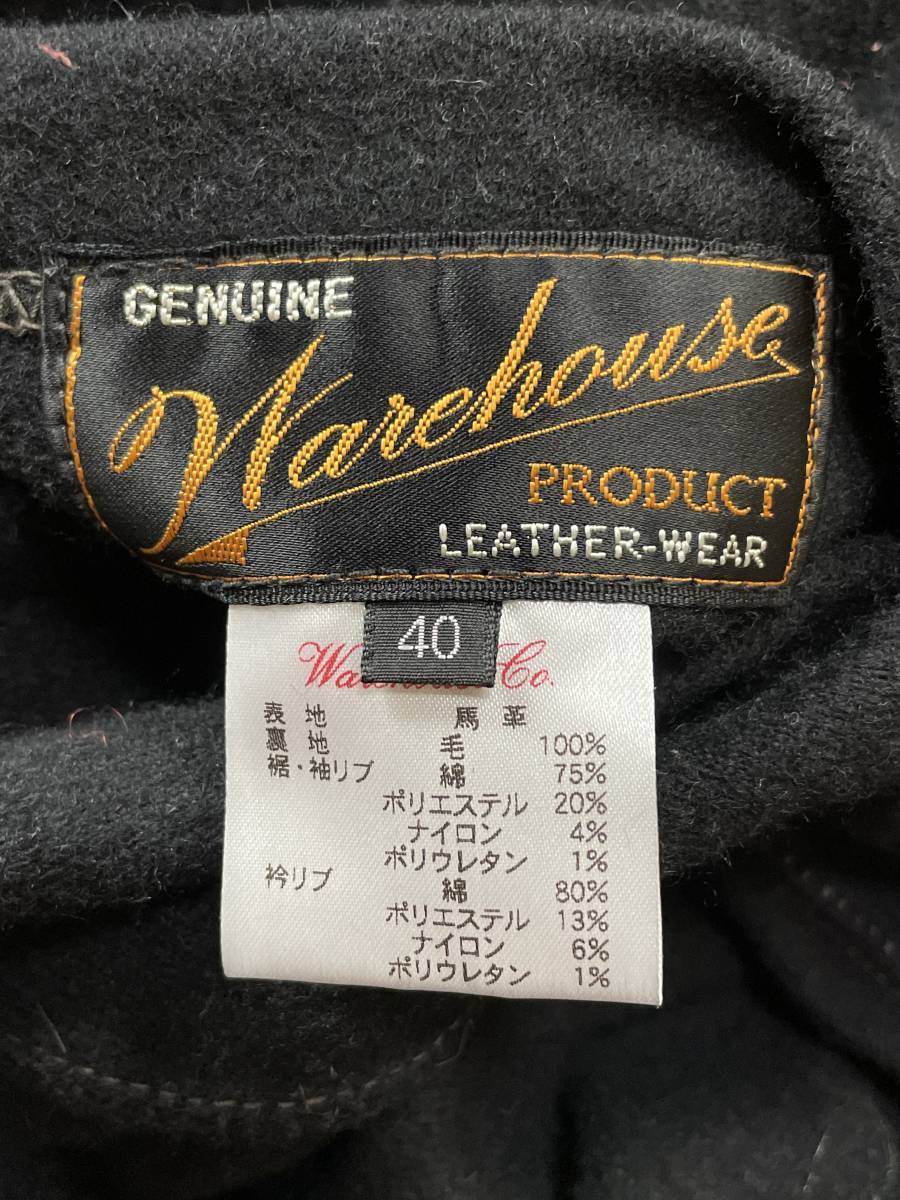 GENUINE
Warehouse
PRODUCT
LEATHER-WEAR
40
Co.
表 地 馬 革
裏 地 毛 100%
裾・袖リブ 綿 75%
ポリエステル 20%
ナイロン 4%
ポリウレタン 1%
衿リブ 綿 80%
ポリエステル 13%
ナイロン 6%
ポリウレタン 1%